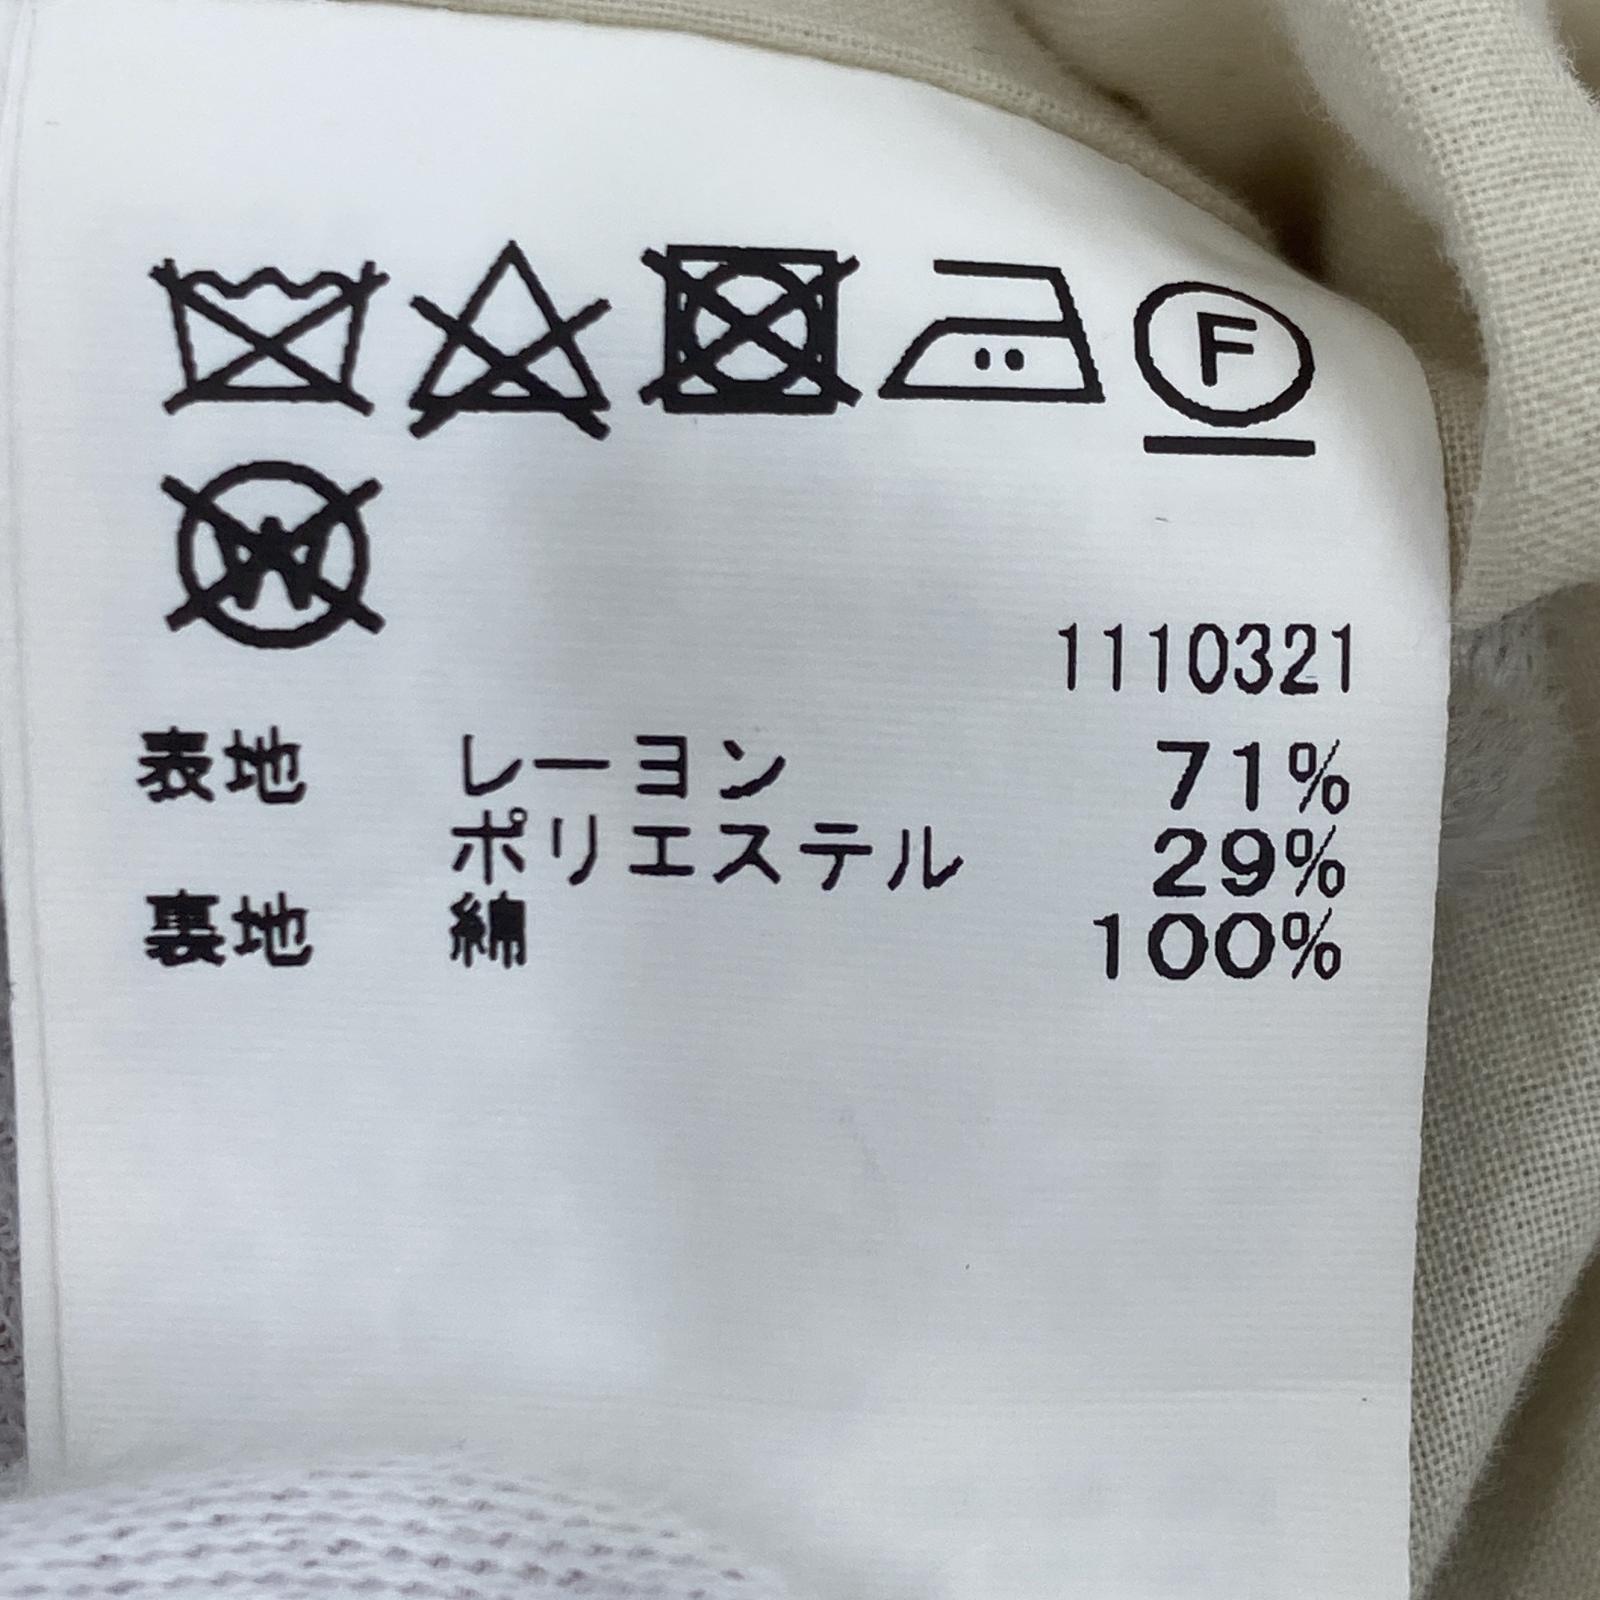 F
W
1110321
表地 レーヨン 71%
ポリエステル 29%
裏地 綿 100%